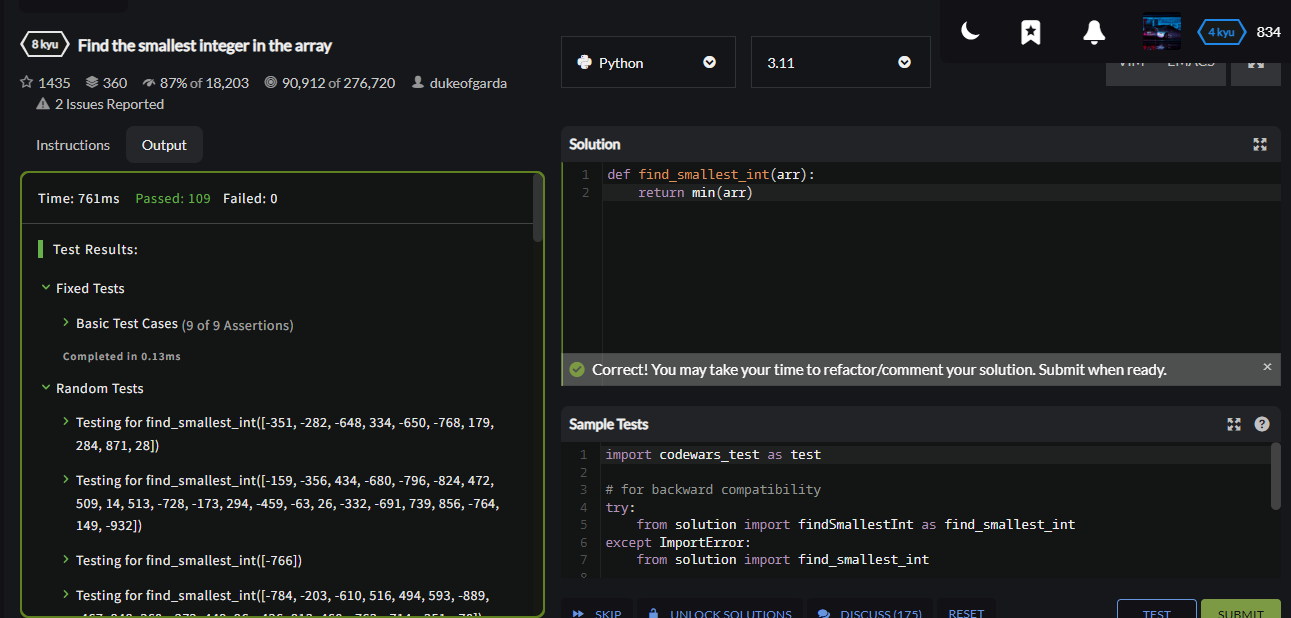 8 kyu Find the smallest integer in the array
1435 360 87% of 18,203 90,912 of 276,720 dukeofgarda
2 Issues Reported
Instructions Output
Time: 761ms Passed: 109 Failed: 0
Test Results:
Fixed Tests
Basic Test Cases (9 of 9 Assertions)
Completed in 0.13ms
Random Tests
Testing for find_smallest_int([-351, -282, -648, 334, -650, -768, 179,
284, 871, 28])
Testing for find_smallest_int([-159, -356, 434, -680, -796, -824, 472,
509, 14, 513, -728, -173, 294, -459, -63, 26, -332, -691, 739, 856, -764,
149, -932])
Testing for find_smallest_int([-766])
Testing for find_smallest_int([-784, -203, -610, 516, 494, 593, -889,
4 kyu 834
Python 3.11
VIM EMACS
Solution
1 def find_smallest_int(arr):
2 return min(arr)
Correct! You may take your time to refactor/comment your solution. Submit when ready. ×
Sample Tests ?
1 import codewars_test as test
2
3 # for backward compatibility
4 try:
5 from solution import findSmallestInt as find_smallest_int
6 except ImportError:
7 from solution import find_smallest_int
8
SKIP UNLOCK SOLUTIONS DISCUSS (175) RESET TEST SUBMIT